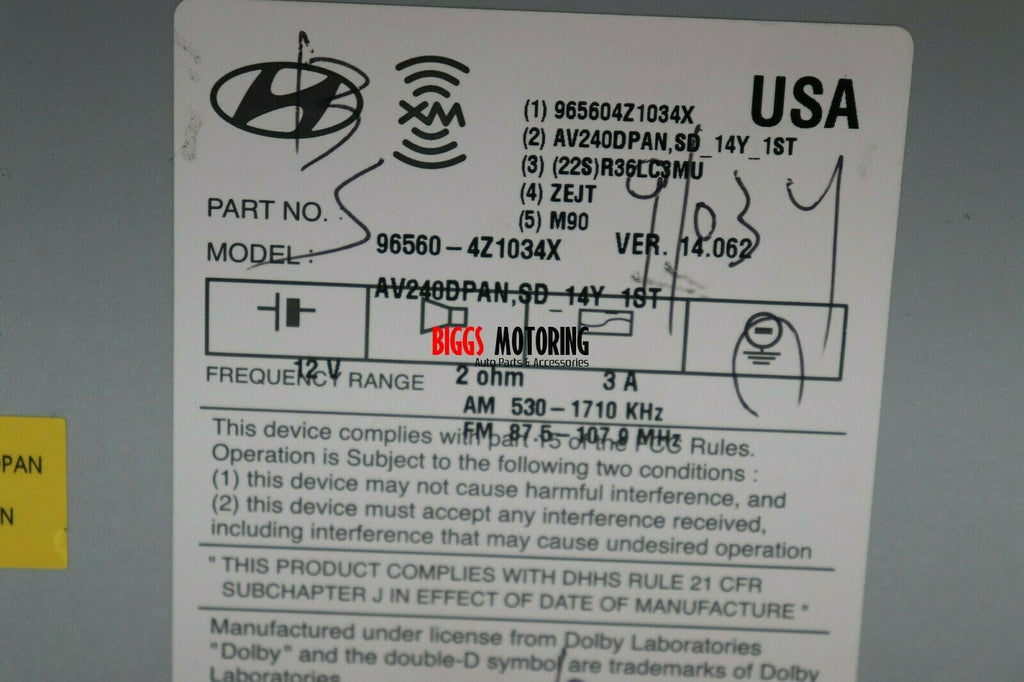 XM
USA
(1) 965604Z1034X
(2) AV240DPAN,SD_14Y_1ST
(3) (22S)R36LC3MU
(4) ZEJT
(5) M90
PART NO. :
96560-4Z1034X VER. 14.062
MODEL :
AV240DPAN,SD_14Y_1ST
BIGGS MOTORING
Auto Parts & Accessories
12 V 2 ohm 3 A
FREQUENCY RANGE
AM 530-1710 KHz
FM 87.5-107.9 MHz
This device complies with part 15 of the FCC Rules.
Operation is Subject to the following two conditions :
(1) this device may not cause harmful interference, and
(2) this device must accept any interference received,
including interference that may cause undesired operation
" THIS PRODUCT COMPLIES WITH DHHS RULE 21 CFR
SUBCHAPTER J IN EFFECT OF DATE OF MANUFACTURE "
Manufactured under license from Dolby Laboratories
"Dolby" and the double-D symbol are trademarks of Dolby
Laboratories
DPAN
N